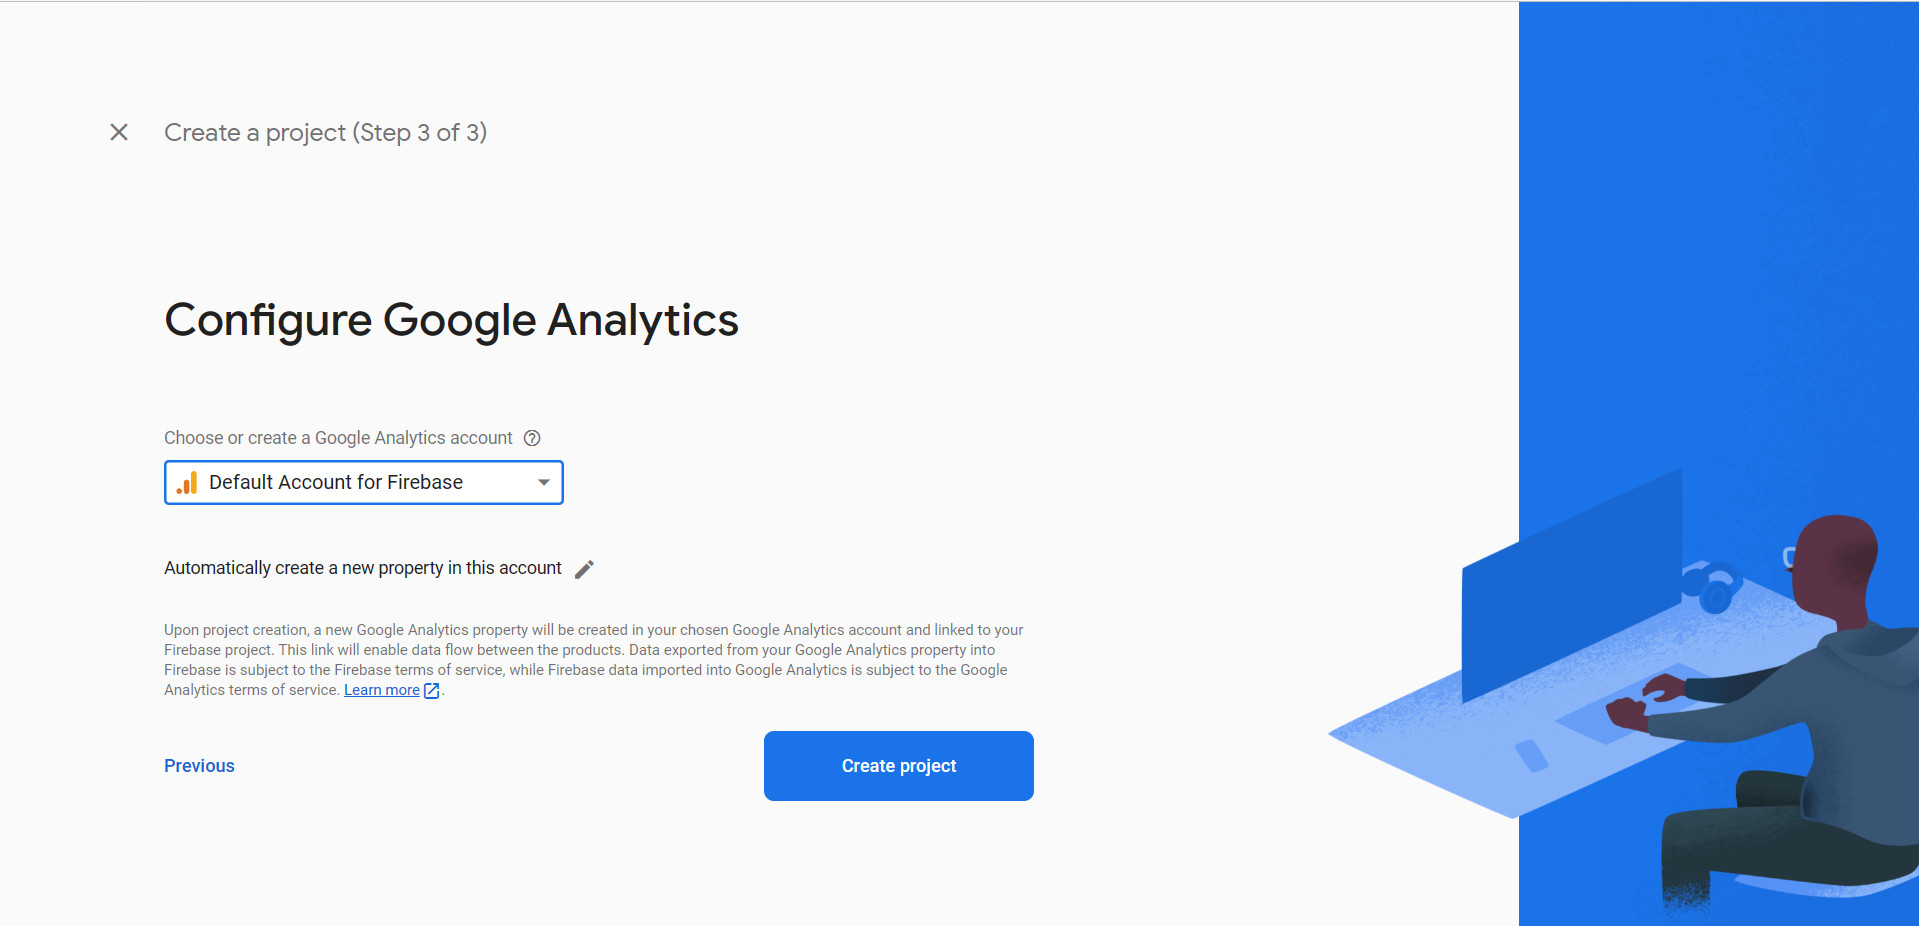 Create a project (Step 3 of 3)
Configure Google Analytics
Choose or create a Google Analytics account
Default Account for Firebase
Automatically create a new property in this account
Upon project creation, a new Google Analytics property will be created in your chosen Google Analytics account and linked to your
Firebase project. This link will enable data flow between the products. Data exported from your Google Analytics property into
Firebase is subject to the Firebase terms of service, while Firebase data imported into Google Analytics is subject to the Google
Analytics terms of service. Learn more.
Previous
Create project